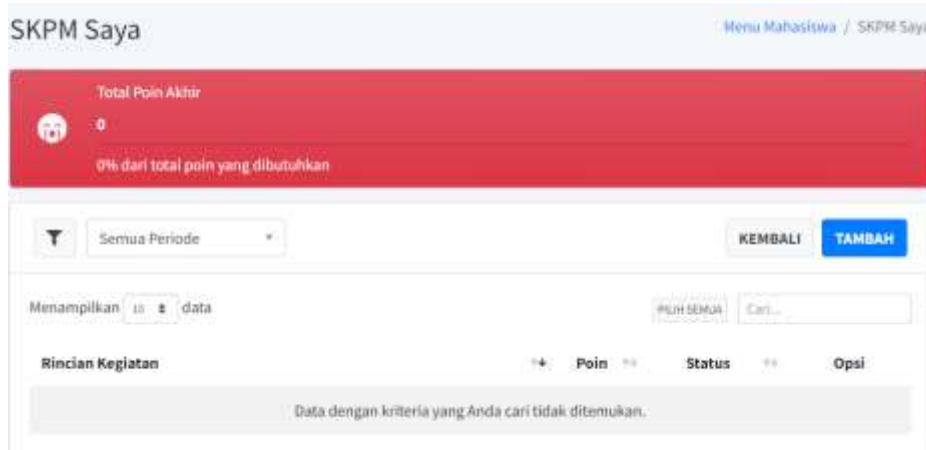 SKPM Saya
Menu Mahasiswa / SKPM Saya
Total Poin Akhir
0
0% dari total poin yang dibutuhkan
Semua Periode
KEMBALI
TAMBAH
Menampilkan 10 data
PILIH SEMUA
Cari...
Rincian Kegiatan Poin Status Opsi
Data dengan kriteria yang Anda cari tidak ditemukan.